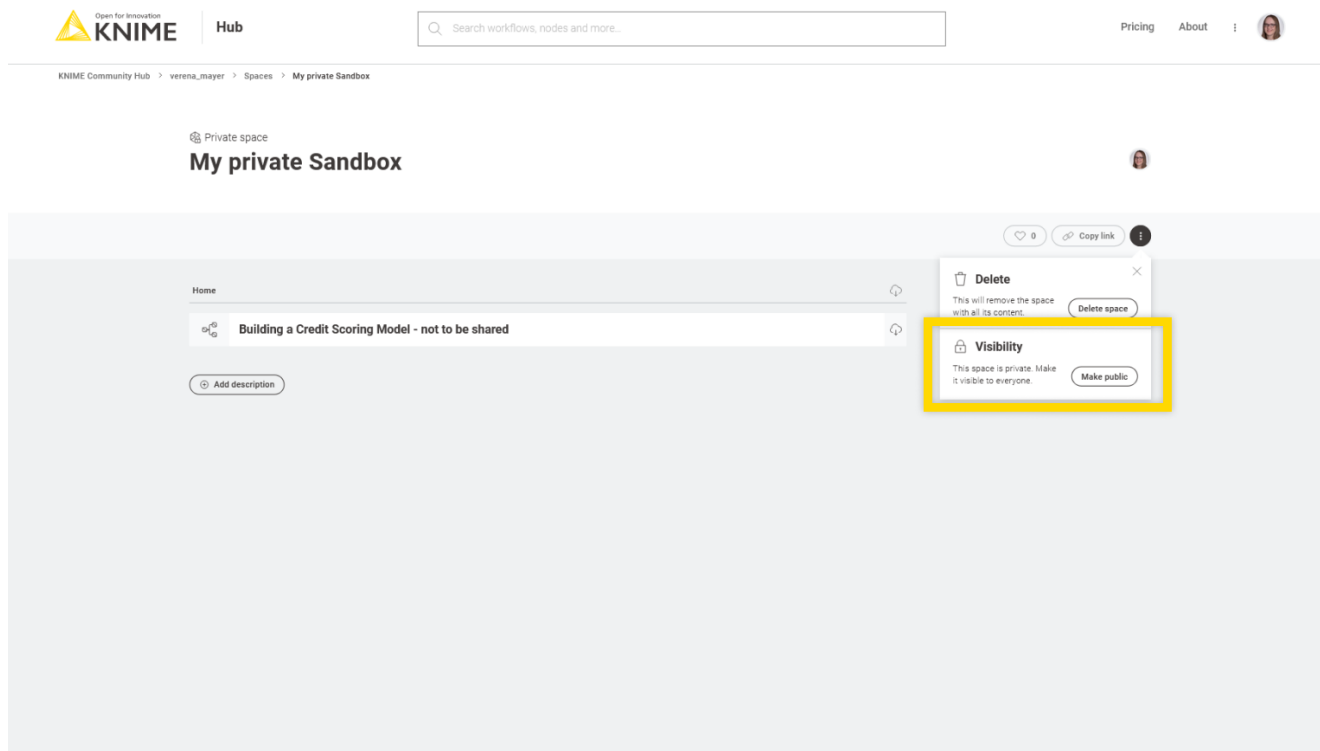 Open for Innovation
KNIME
Hub
Search workflows, nodes and more...
Pricing
About
KNIME Community Hub > verena_mayer > Spaces > My private Sandbox
Private space
My private Sandbox
0
Copy link
Home
Building a Credit Scoring Model - not to be shared
Add description
Delete
This will remove the space
with all its content.
Delete space
Visibility
This space is private. Make
it visible to everyone.
Make public